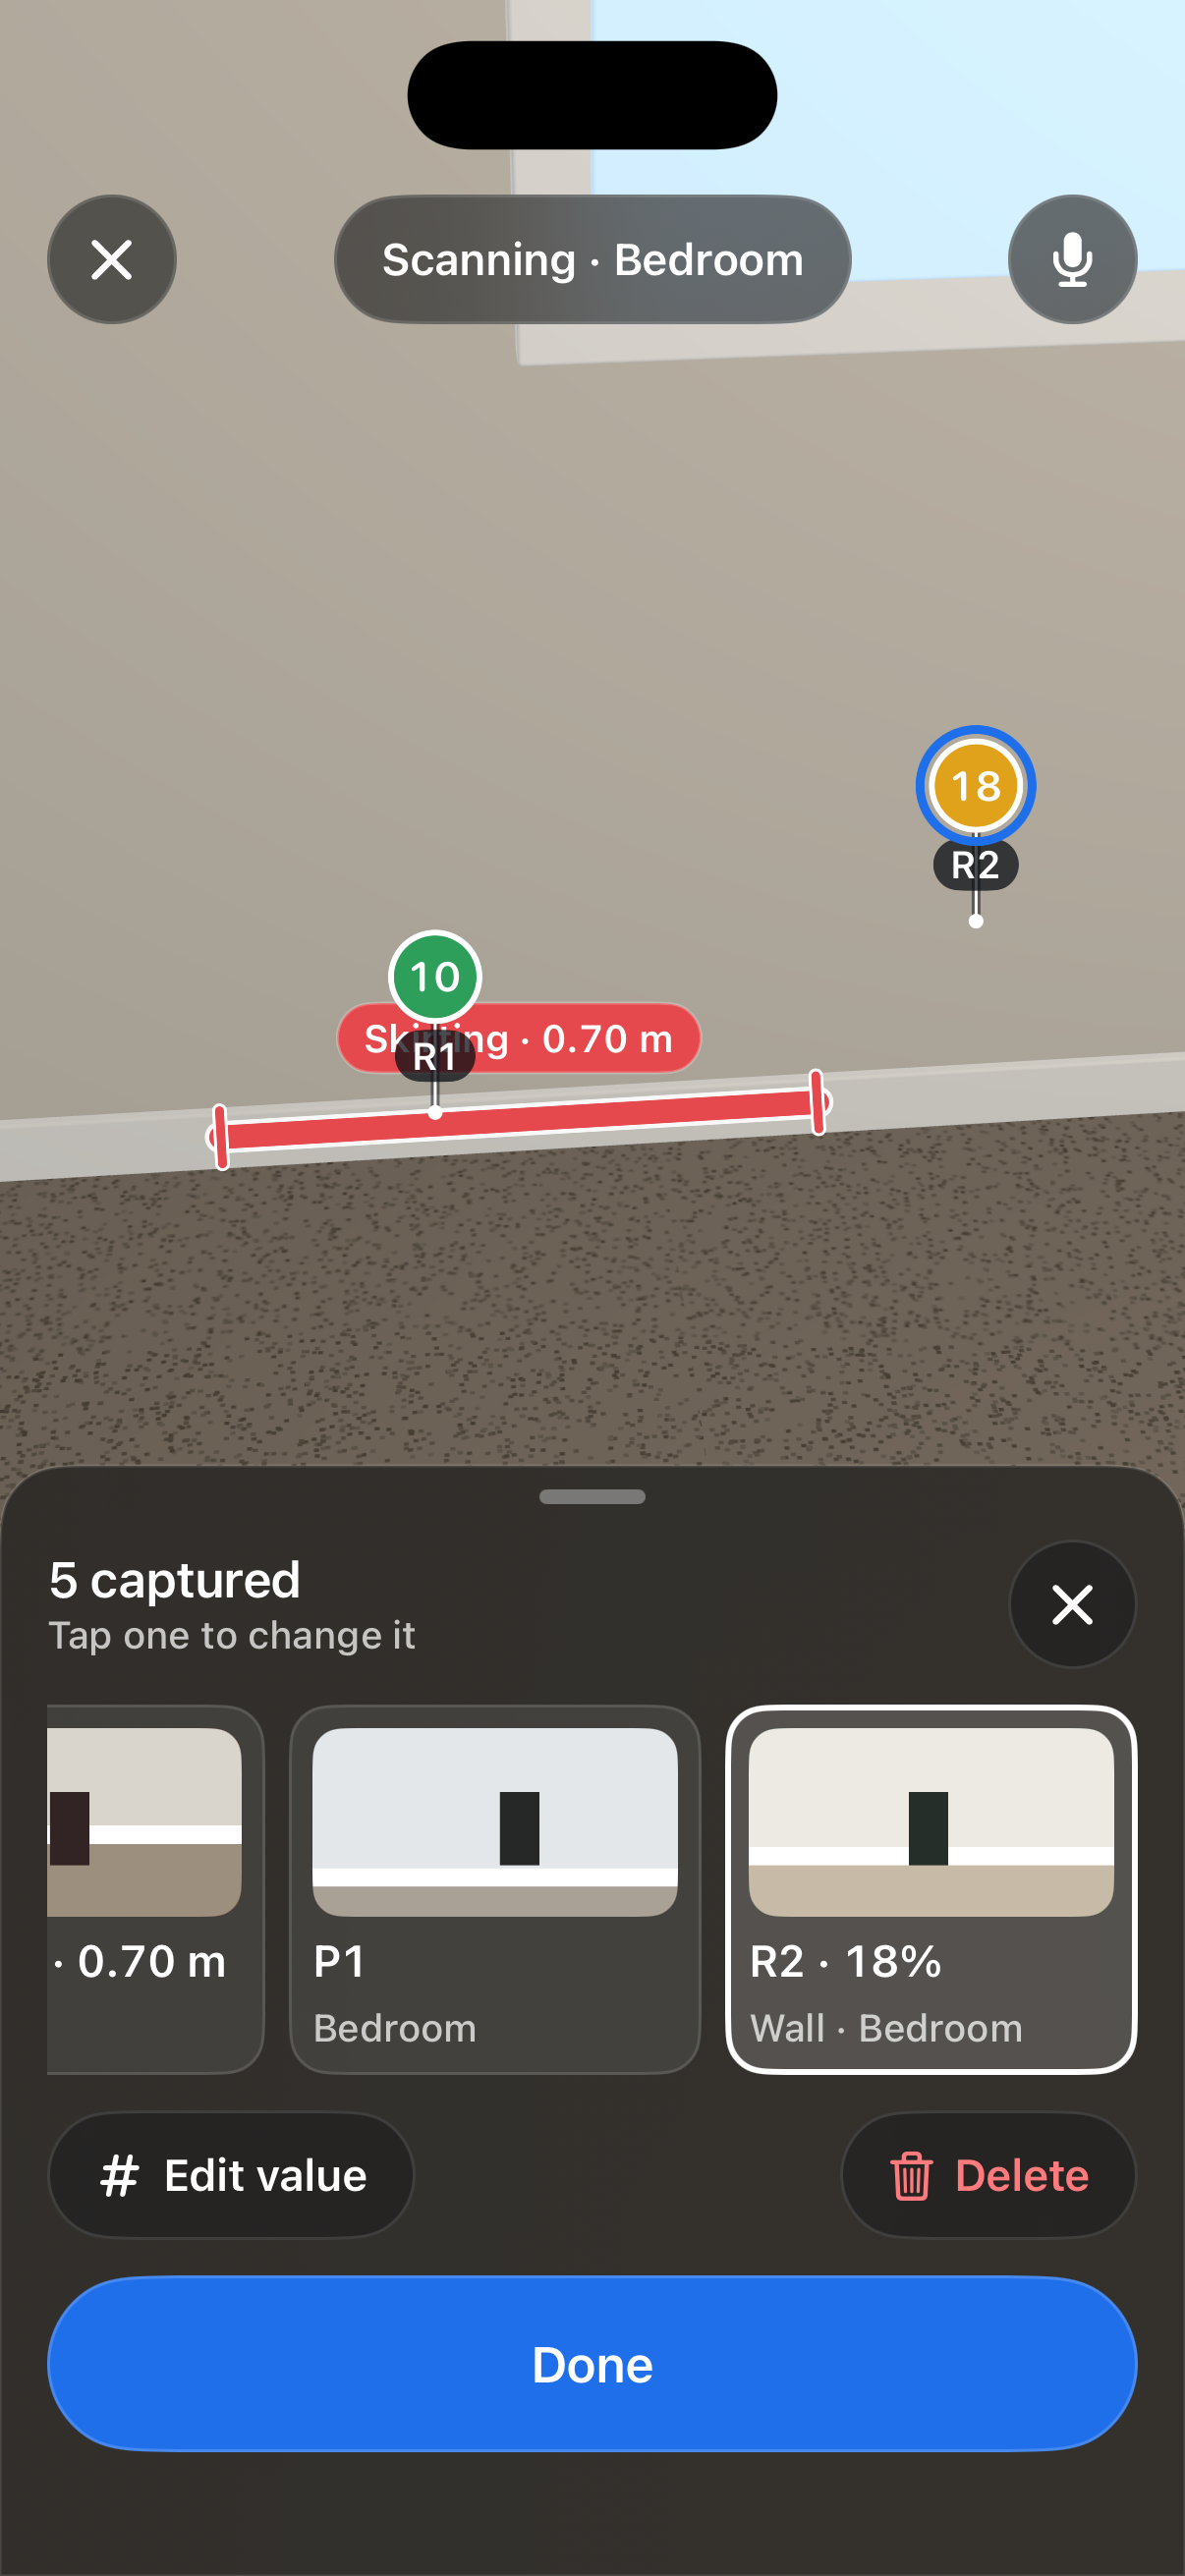 Scanning · Bedroom
18
R2
10
Skirting · 0.70 m
R1
5 captured
Tap one to change it
· 0.70 m
P1
Bedroom
R2 · 18%
Wall · Bedroom
# Edit value
Delete
Done